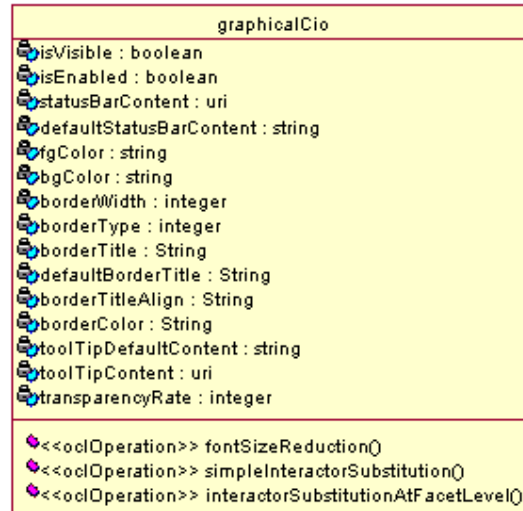 graphicalCio
isVisible : boolean
isEnabled : boolean
statusBarContent : uri
defaultStatusBarContent : string
fgColor : string
bgColor : string
borderWidth : integer
borderType : integer
borderTitle : String
defaultBorderTitle : String
borderTitleAlign : String
borderColor : String
toolTipDefaultContent : string
toolTipContent : uri
transparencyRate : integer
<<oclOperation>> fontSizeReduction()
<<oclOperation>> simpleInteractorSubstitution()
<<oclOperation>> interactorSubstitutionAtFacetLevel()